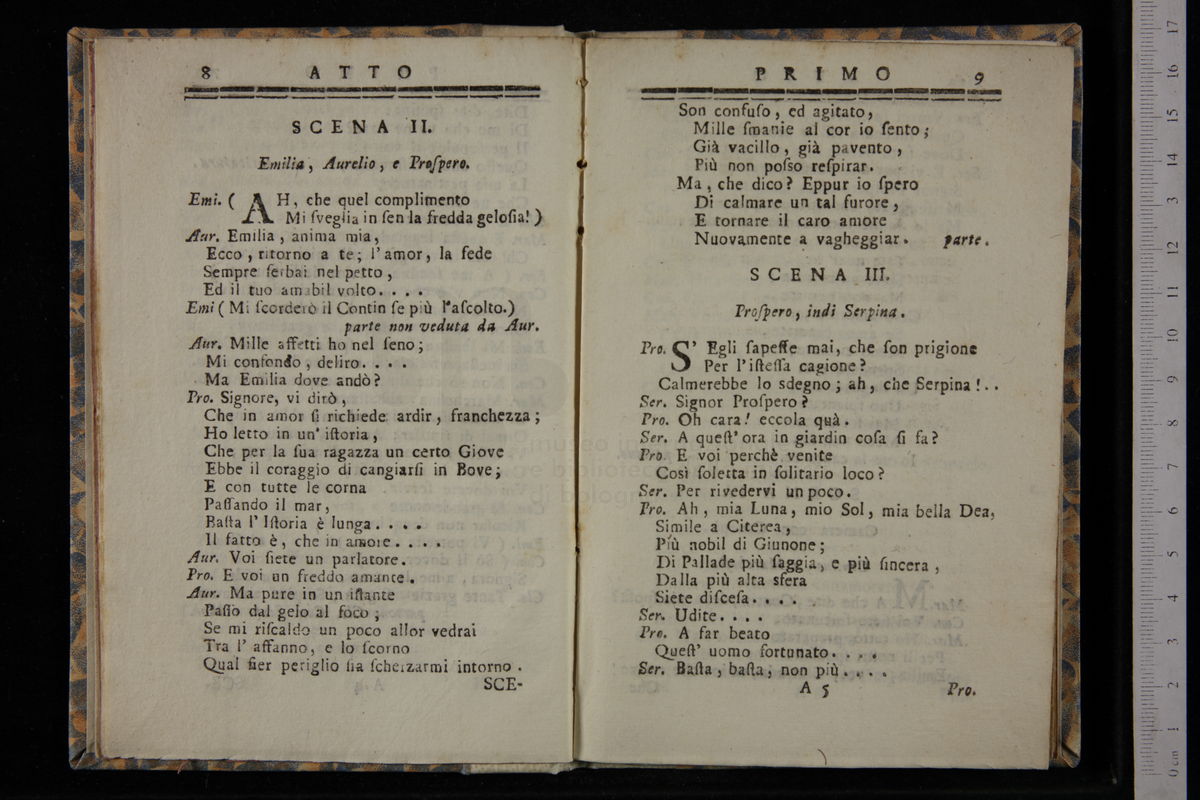 8 ATTO
SCENA II.
Emilia, Aurelio, e Proſpero.
Emi. ( AH, che quel complimento
Mi ſveglia in ſen la fredda geloſia! )
Aur. Emilia, anima mia,
Ecco, ritorno a te; l'amor, la fede
Sempre ſerbai nel petto,
Ed il tuo amabil volto. . . .
Emi ( Mi ſcorderò il Contin ſe più l'aſcolto.)
parte non veduta da Aur.
Aur. Mille affetti ho nel ſeno;
Mi confondo, deliro. . . .
Ma Emilia dove andò?
Pro. Signore, vi dirò,
Che in amor ſi richiede ardir, franchezza;
Ho letto in un' iſtoria,
Che per la ſua ragazza un certo Giove
Ebbe il coraggio di cangiarſi in Bove;
E con tutte le corna
Paſſando il mar,
Baſta l' Iſtoria è lunga. . . .
Il fatto è, che in amore. . . .
Aur. Voi ſiete un parlatore.
Pro. E voi un freddo amante.
Aur. Ma pure in un iſtante
Paſſo dal gelo al foco;
Se mi riſcaldo un poco allor vedrai
Tra l' affanno, e lo ſcorno
Qual fier periglio ſia ſcherzarmi intorno.
SCE-
PRIMO 9
Son confuſo, ed agitato,
Mille ſmanie al cor io ſento;
Già vacillo, già pavento,
Più non poſso reſpirar.
Ma, che dico? Eppur io ſpero
Di calmare un tal furore,
E tornare il caro amore
Nuovamente a vagheggiar. parte.
SCENA III.
Proſpero, indi Serpina.
Pro. S' Egli ſapeſſe mai, che ſon prigione
Per l'iſteſſa cagione?
Calmerebbe lo sdegno; ah, che Serpina!..
Ser. Signor Proſpero?
Pro. Oh cara! eccola quà.
Ser. A queſt' ora in giardin coſa ſi fa?
Pro. E voi perchè venite
Così ſoletta in ſolitario loco?
Ser. Per rivedervi un poco.
Pro. Ah, mia Luna, mio Sol, mia bella Dea,
Simile a Citerea,
Più nobil di Giunone;
Di Pallade più ſaggia, e più ſincera,
Dalla più alta sfera
Siete diſceſa. . . .
Ser. Udite. . . .
Pro. A far beato
Queſt' uomo fortunato. . . .
Ser. Baſta, baſta, non più. . . .
A 5 Pro.